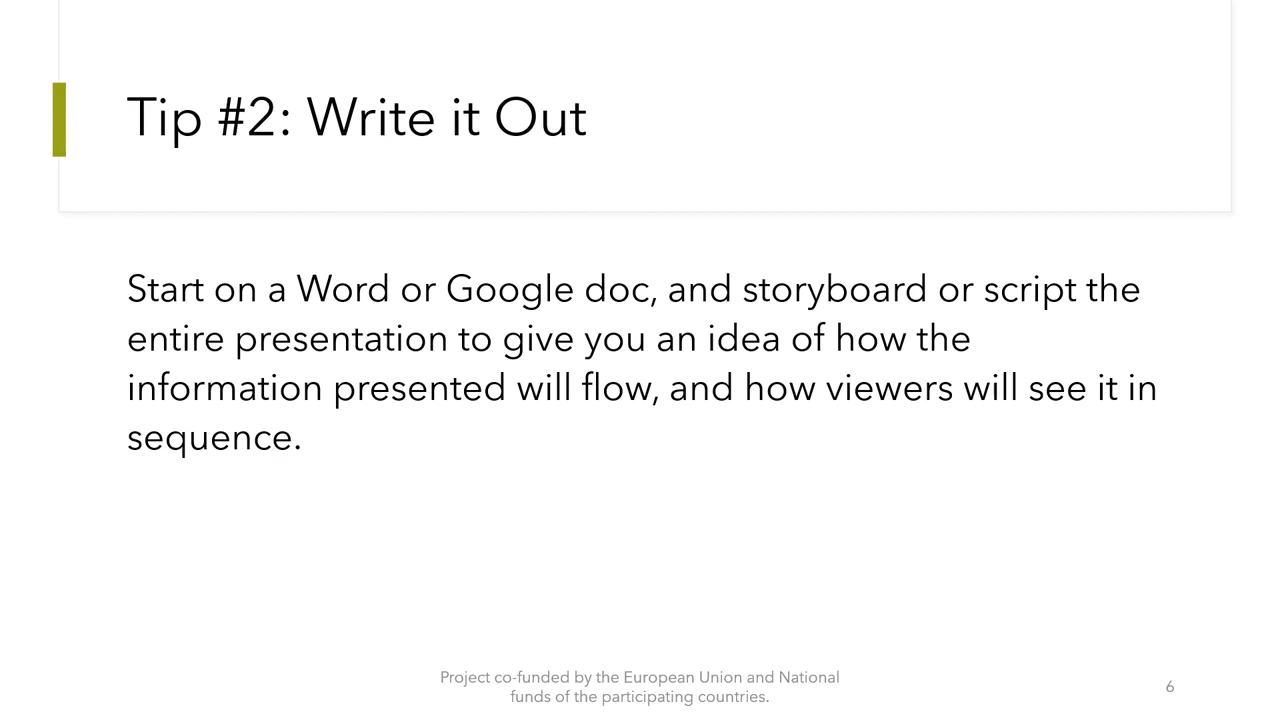 Tip #2: Write it Out
Start on a Word or Google doc, and storyboard or script the
entire presentation to give you an idea of how the
information presented will flow, and how viewers will see it in
sequence.
Project co-funded by the European Union and National
funds of the participating countries.
6